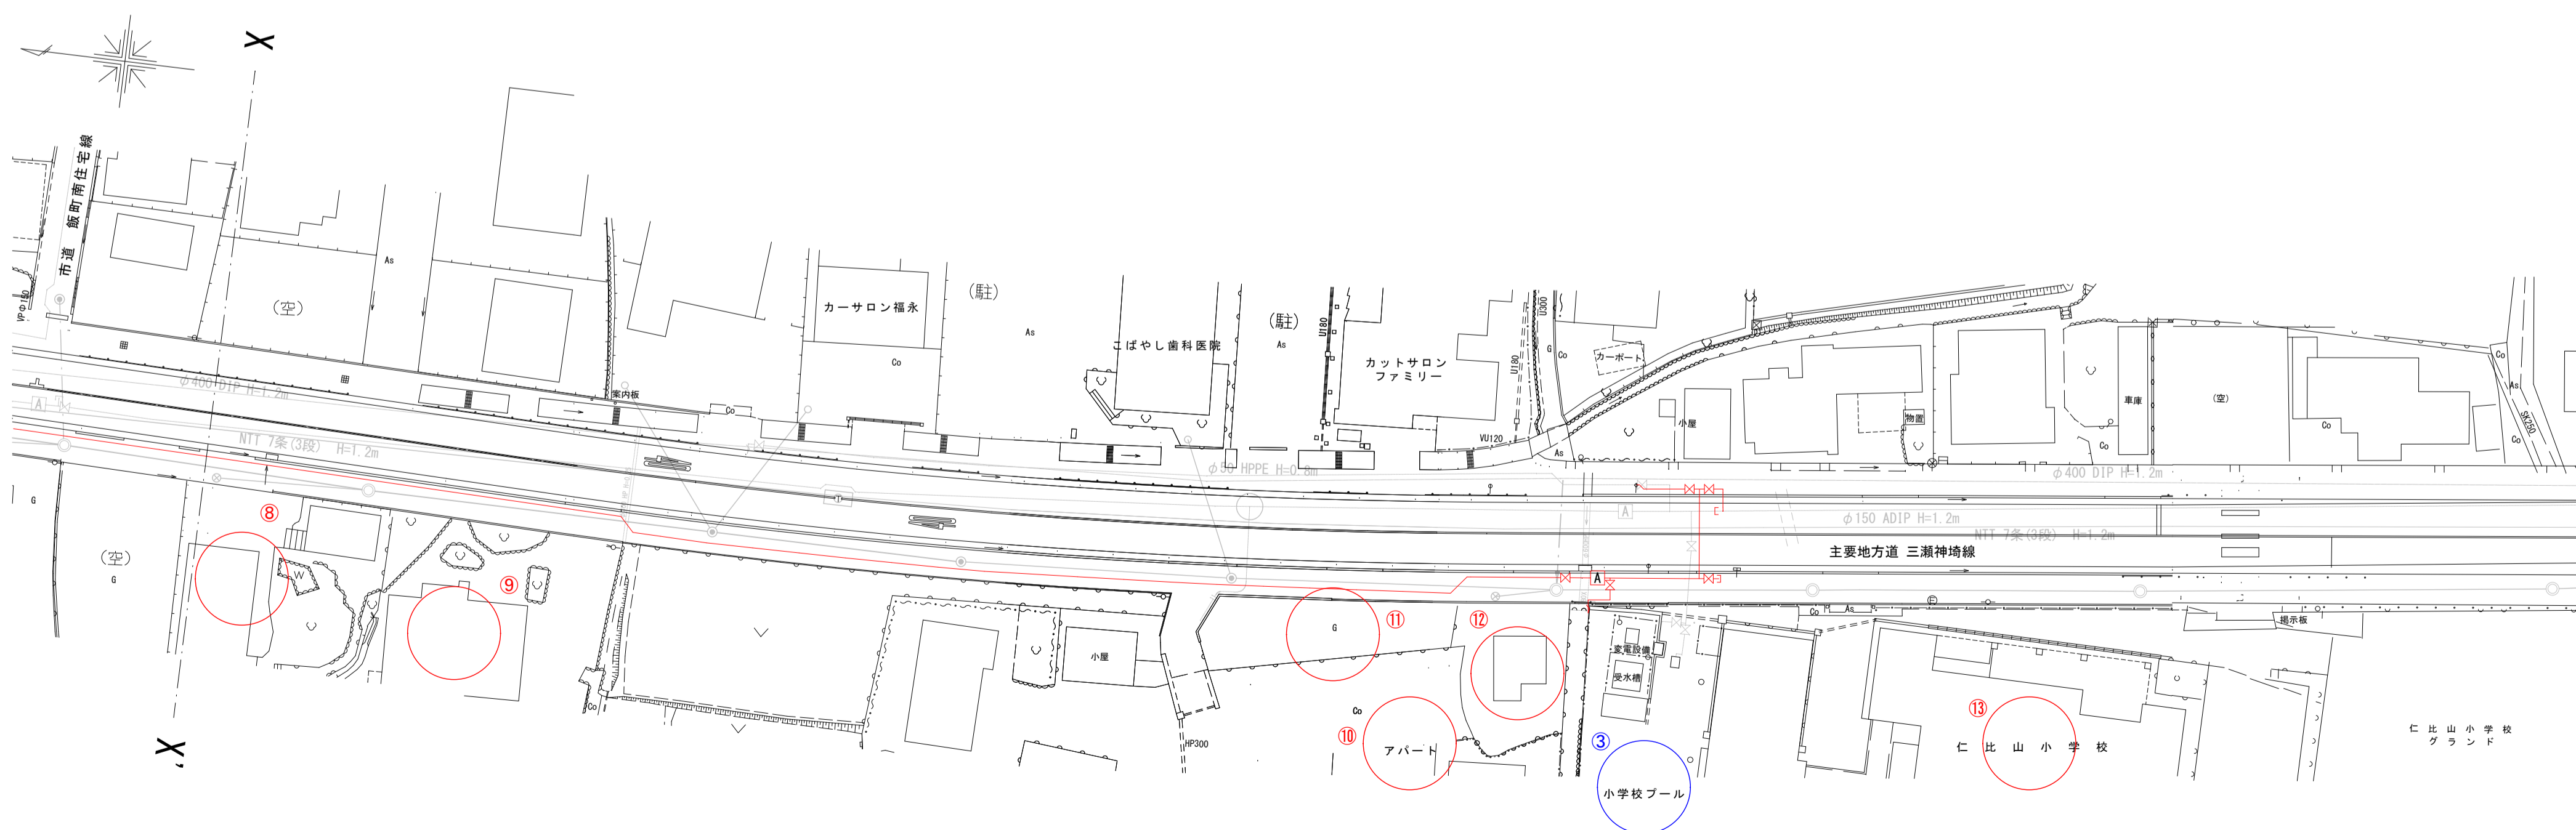 X
市道 飯町南住宅線
VPφ150
As
(空)
(駐)
カーサロン福永
As
Co
こばやし歯科医院
(駐)
As
U180
カットサロン
ファミリー
U180
U300
G
Co
カーポート
小屋
物置
車庫
(空)
Co
Co
As
SK250
Co
Co
案内板
Co
VU120
As
φ400 DIP H=1.2m
A
NTT 7条(3段) H=1.2m
φ50 HPPE H=0.8m
φ400 DIP H=1.2m
A
φ150 ADIP H=1.2m
NTT 7条(3段) H=1.2m
主要地方道 三瀬神埼線
A
G
(空)
G
⑧
W
⑨
小屋
G
⑪
⑫
変電設備
受水槽
Co
As
掲示板
Co
HP300
Co
⑩
アパート
③
小学校プール
⑬
仁比山小学校
仁比山小学校
グランド
X'